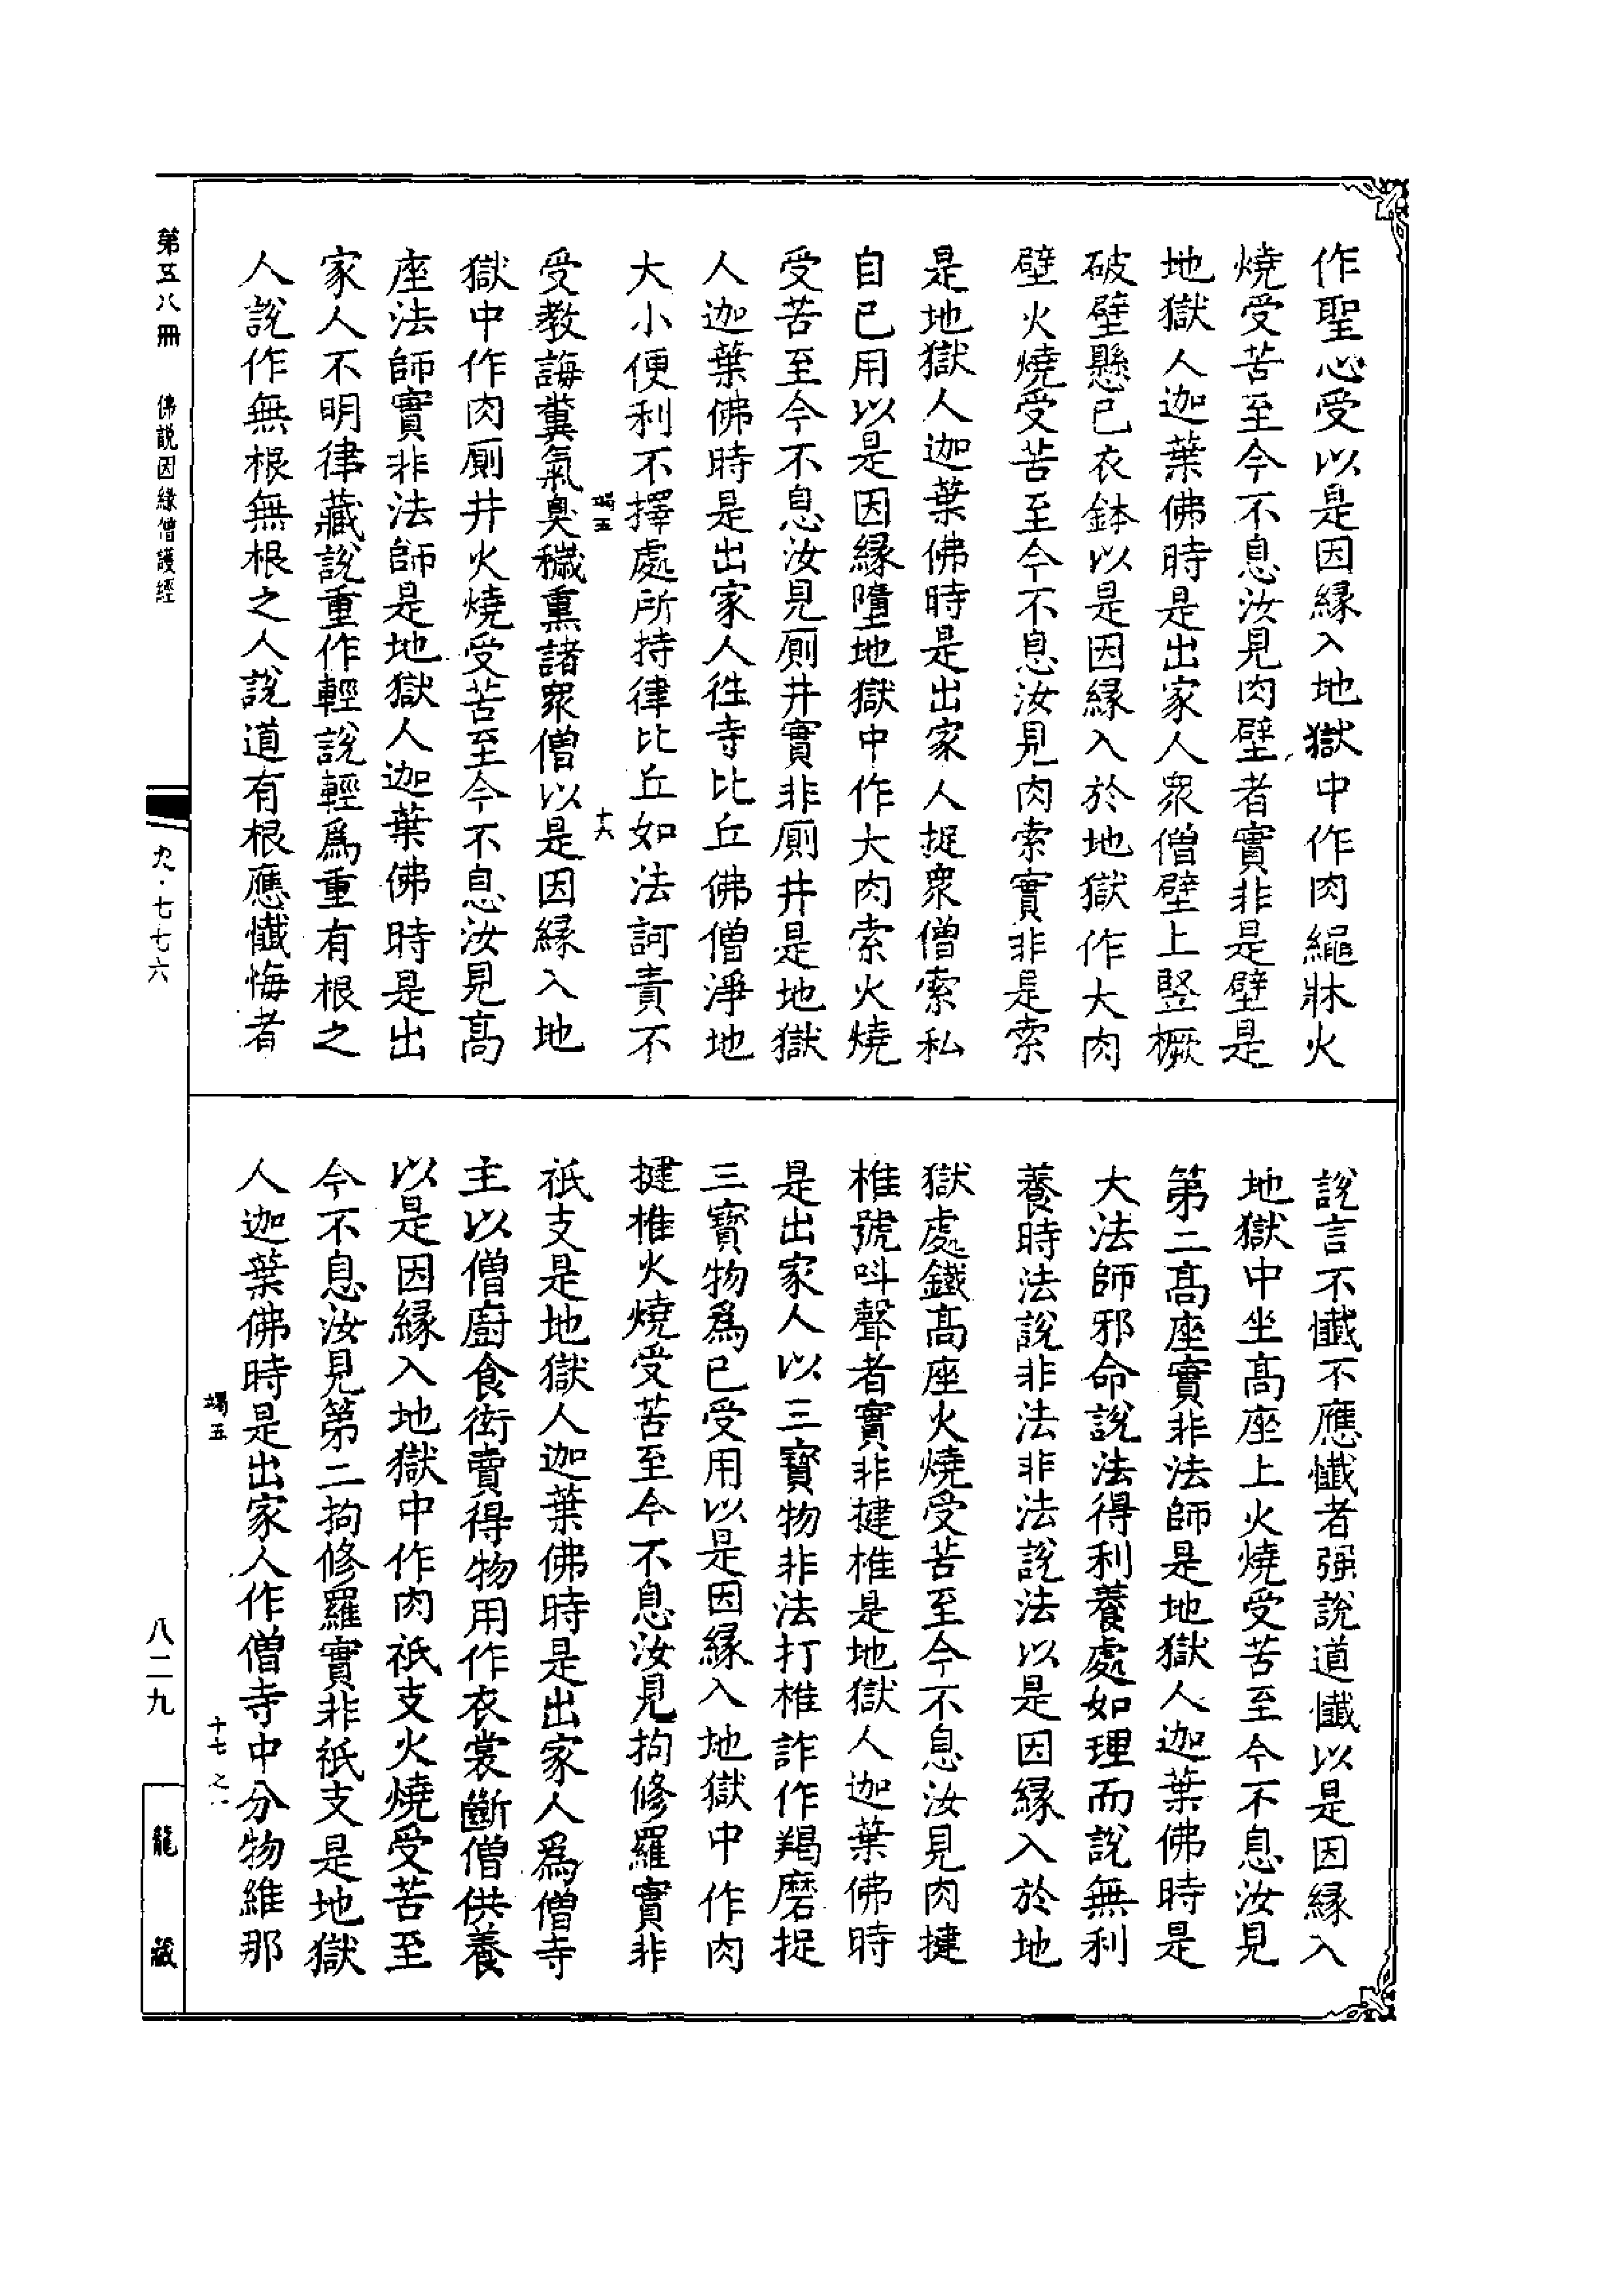 作聖心受以是因緣入地獄中作肉繩牀火
燒受苦至今不息汝見肉壁者實非是壁是
地獄人迦葉佛時是出家人眾僧壁上竪橛
破壁懸已衣鉢以是因緣入於地獄作大肉
壁火燒受苦至今不息汝見肉索實非是索
是地獄人迦葉佛時是出家人捉眾僧索私
自已用以是因緣墮地獄中作大肉索火燒
受苦至今不息汝見廁井實非廁井是地獄
人迦葉佛時是出家人徃寺比丘佛僧淨地
大小便利不擇處所持律比丘如法訶責不
竭五
十六
受教誨糞氣臭穢熏諸眾僧以是因緣入地
獄中作肉廁井火燒受苦至今不息汝見高
座法師實非法師是地獄人迦葉佛時是出
家人不明律藏說重作輕說輕爲重有根之
人說作無根無根之人說道有根應懺悔者
說言不懺不應懺者强說道懺以是因緣入
地獄中坐高座上火燒受苦至今不息汝見
第二高座實非法師是地獄人迦葉佛時是
大法師邪命說法得利養處如理而說無利
養時法說非法非法說法以是因緣入於地
獄處鐵高座火燒受苦至今不息汝見肉揵
椎號呌聲者實非揵椎是地獄人迦葉佛時
是出家人以三寶物非法打椎詐作羯磨捉
三寶物爲已受用以是因緣入地獄中作肉
揵椎火燒受苦至今不息汝見拘修羅實非
祇支是地獄人迦葉佛時是出家人爲僧寺
主以僧廚食衒賣得物用作衣裳斷僧供養
以是因緣入地獄中作肉祇支火燒受苦至
今不息汝見第二拘修羅實非祇支是地獄
人迦葉佛時是出家人作僧寺中分物維那
竭五
十七之一
第五八冊
佛說因緣僧護經
九·七七六
八二九
龍藏